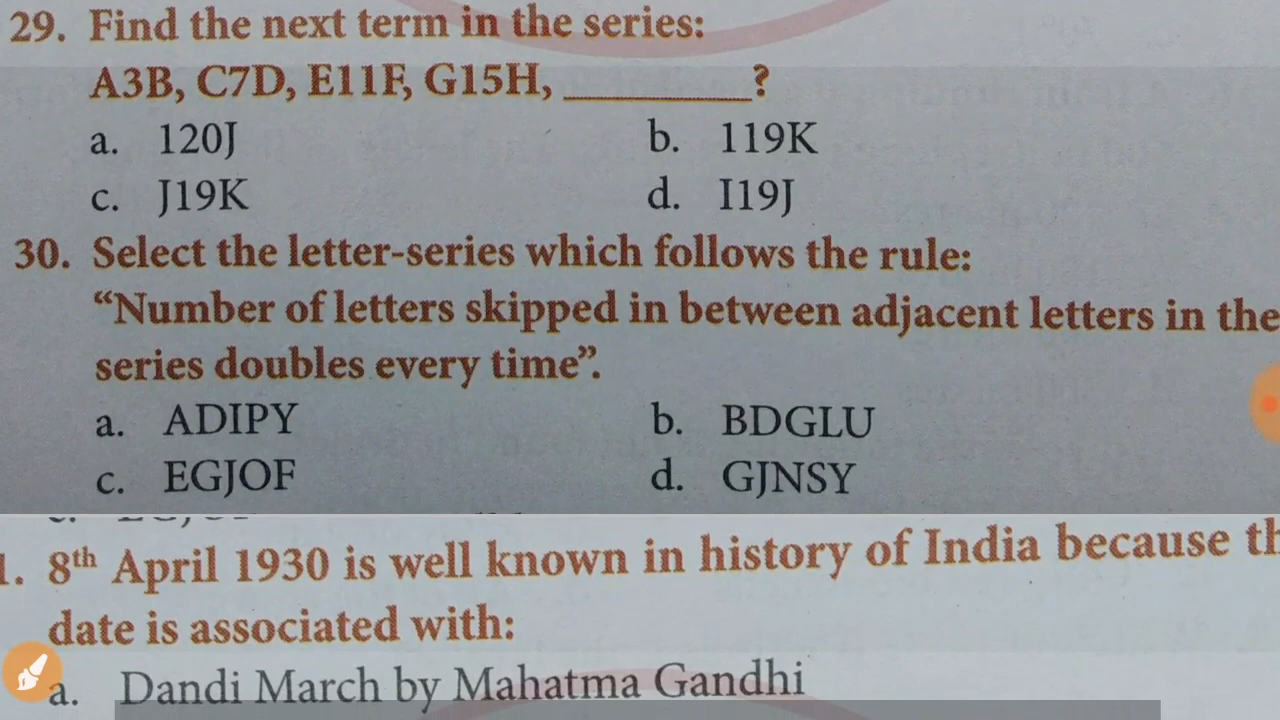 29. Find the next term in the series:
A3B, C7D, E11F, G15H, ________?
a. 120J b. 119K
c. J19K d. I19J
30. Select the letter-series which follows the rule:
“Number of letters skipped in between adjacent letters in the
series doubles every time”.
a. ADIPY b. BDGLU
c. EGJOF d. GJNSY
1. 8th April 1930 is well known in history of India because th
date is associated with:
a. Dandi March by Mahatma Gandhi